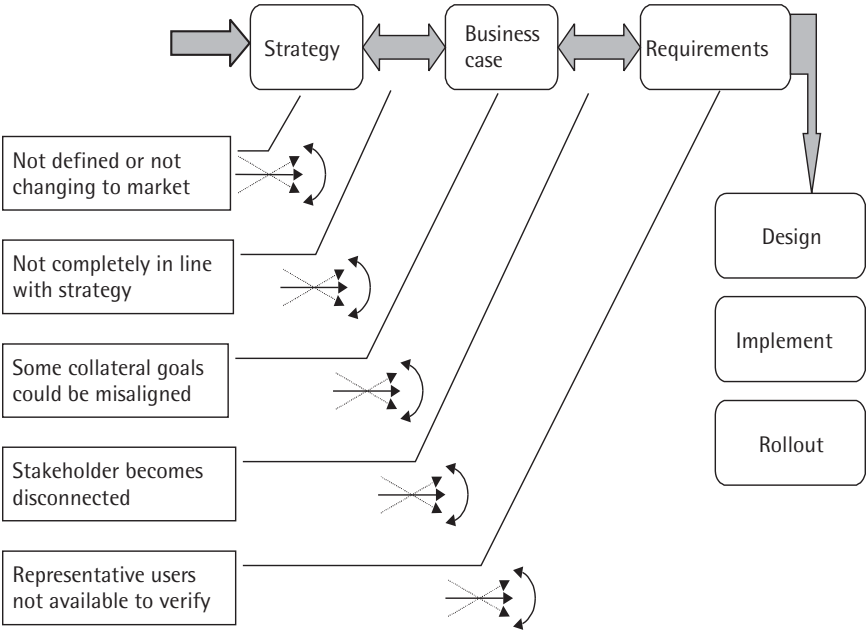 Strategy
Business
case
Requirements
Not defined or not
changing to market
Not completely in line
with strategy
Some collateral goals
could be misaligned
Stakeholder becomes
disconnected
Representative users
not available to verify
Design
Implement
Rollout